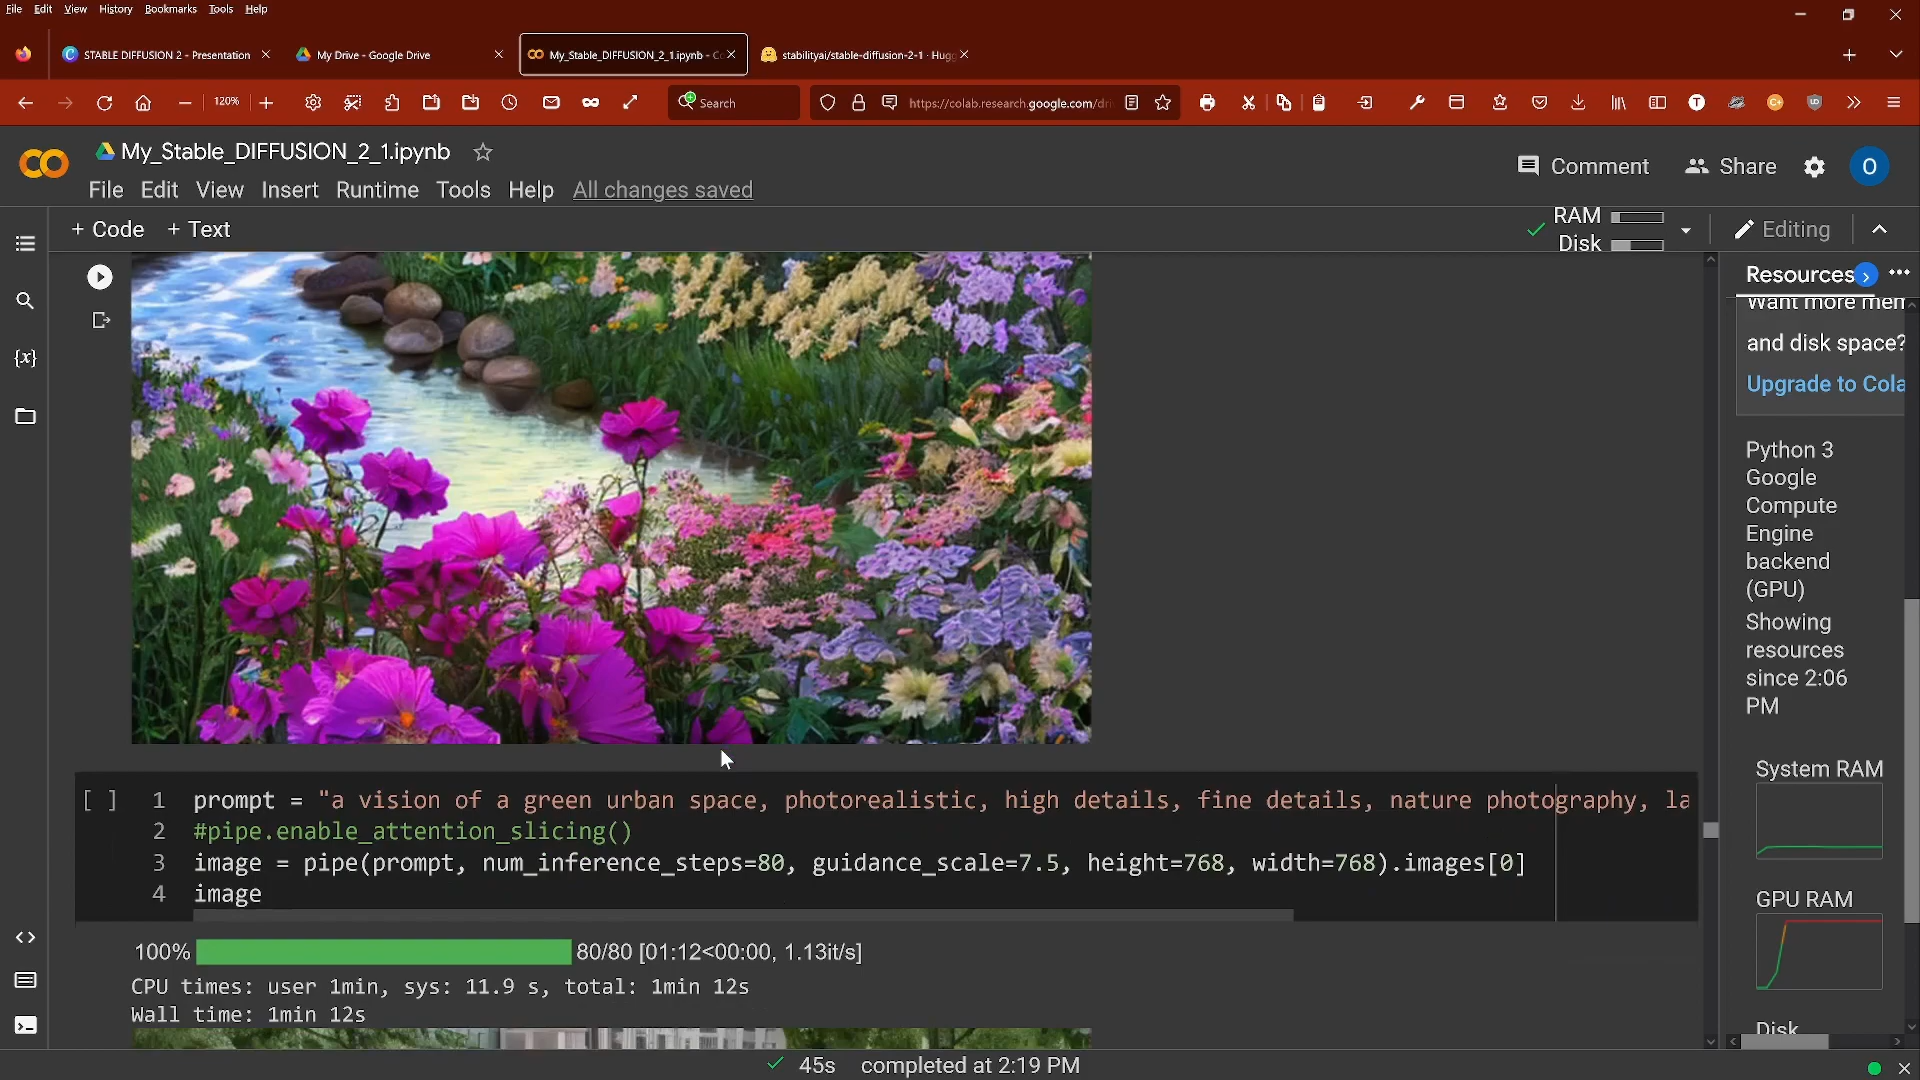 File Edit View History Bookmarks Tools Help
STABLE DIFFUSION 2 - Presentation
My Drive - Google Drive
My_Stable_DIFFUSION_2_1.ipynb - Co
stabilityai/stable-diffusion-2-1 · Hugg
120%
Search
https://colab.research.google.com/dri
My_Stable_DIFFUSION_2_1.ipynb
Comment Share O
File Edit View Insert Runtime Tools Help All changes saved
+ Code + Text
RAM
Disk
Editing
Resources
Want more mem
and disk space?
Upgrade to Cola
Python 3
Google
Compute
Engine
backend
(GPU)
Showing
resources
since 2:06
PM
System RAM
GPU RAM
Disk
[ ] 1 prompt = "a vision of a green urban space, photorealistic, high details, fine details, nature photography, la
2 #pipe.enable_attention_slicing()
3 image = pipe(prompt, num_inference_steps=80, guidance_scale=7.5, height=768, width=768).images[0]
4 image
100% 80/80 [01:12<00:00, 1.13it/s]
CPU times: user 1min, sys: 11.9 s, total: 1min 12s
Wall time: 1min 12s
45s completed at 2:19 PM